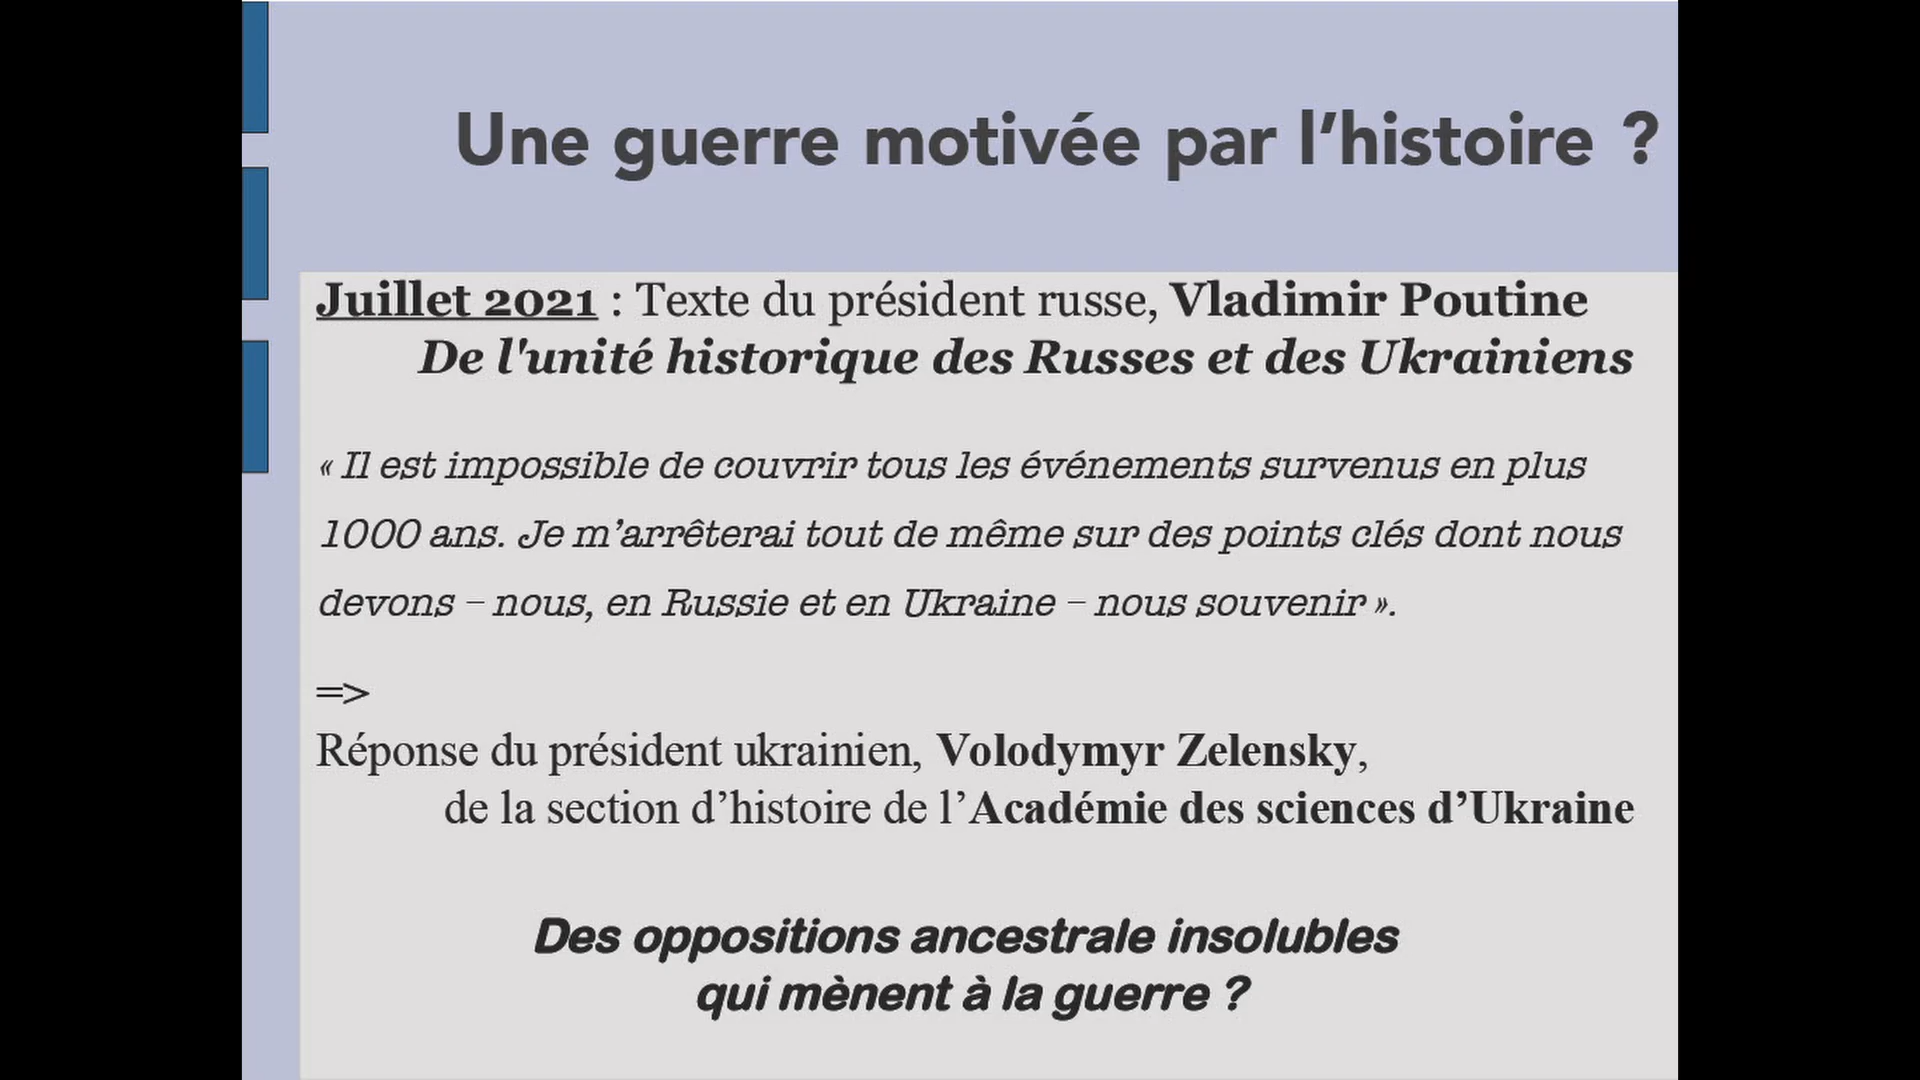 Une guerre motivée par l’histoire ?
Juillet 2021 : Texte du président russe, Vladimir Poutine
De l'unité historique des Russes et des Ukrainiens
« Il est impossible de couvrir tous les événements survenus en plus
1000 ans. Je m’arrêterai tout de même sur des points clés dont nous
devons – nous, en Russie et en Ukraine – nous souvenir ».
=>
Réponse du président ukrainien, Volodymyr Zelensky,
de la section d’histoire de l’Académie des sciences d’Ukraine
Des oppositions ancestrale insolubles
qui mènent à la guerre ?